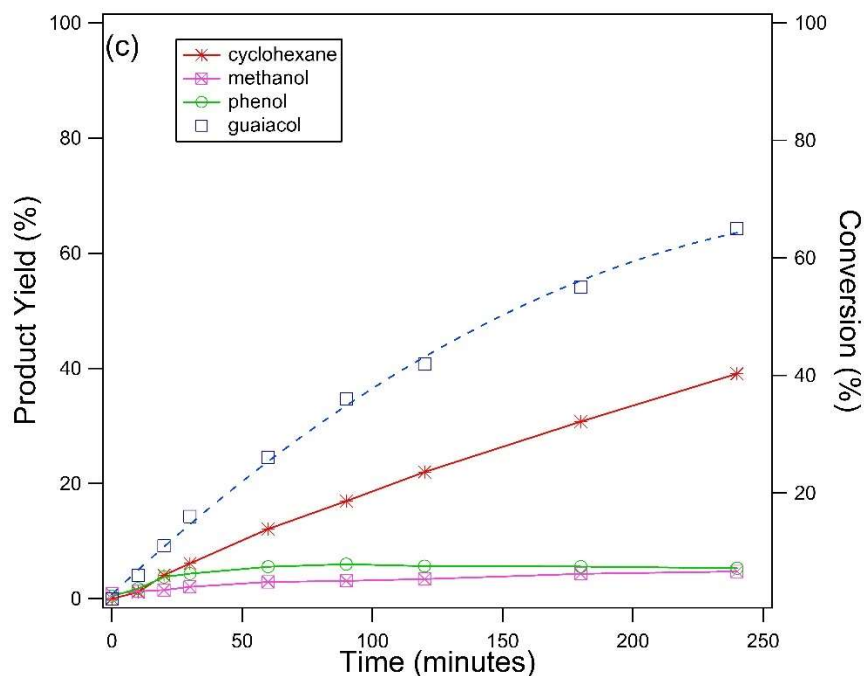 (c)
cyclohexane
methanol
phenol
guaiacol
Product Yield (%)
100
80
60
40
20
0
Conversion (%)
100
80
60
40
20
0
50
100
150
200
250
Time (minutes)